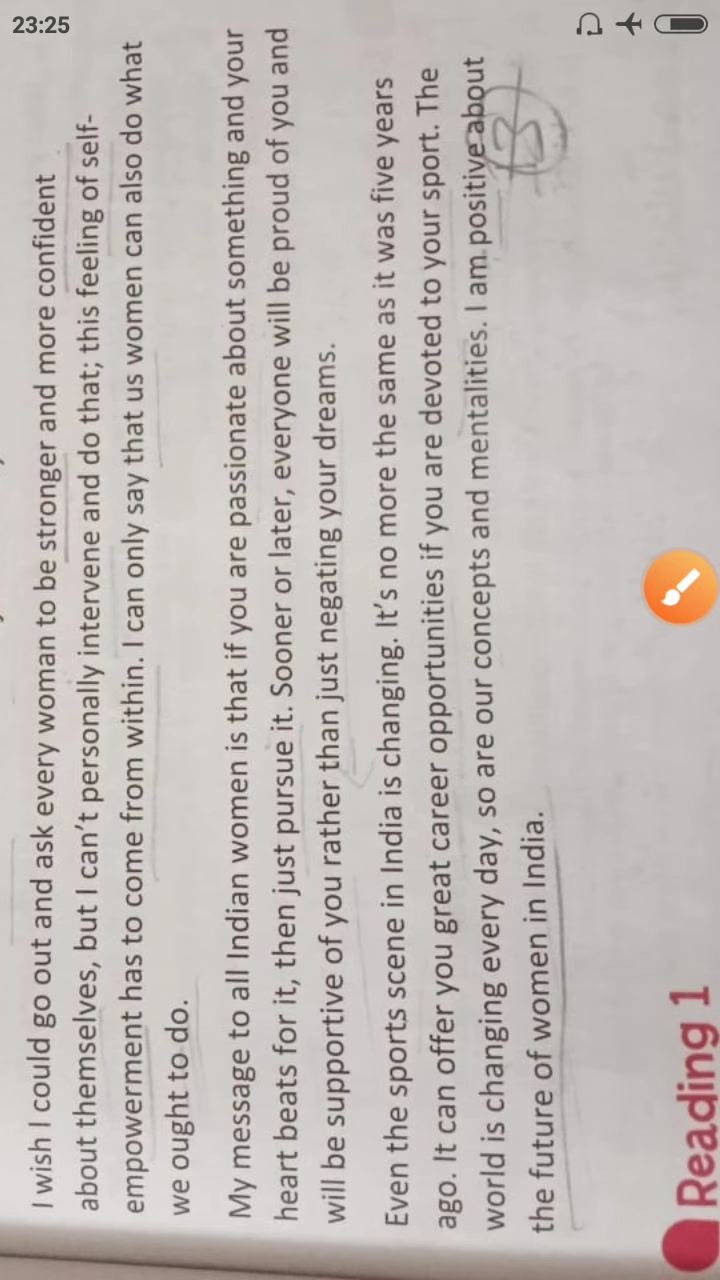 23:25
I wish I could go out and ask every woman to be stronger and more confident
about themselves, but I can't personally intervene and do that; this feeling of self-
empowerment has to come from within. I can only say that us women can also do what
we ought to do.
My message to all Indian women is that if you are passionate about something and your
heart beats for it, then just pursue it. Sooner or later, everyone will be proud of you and
will be supportive of you rather than just negating your dreams.
Even the sports scene in India is changing. It's no more the same as it was five years
ago. It can offer you great career opportunities if you are devoted to your sport. The
world is changing every day, so are our concepts and mentalities. I am positive about
the future of women in India.
3
Reading 1